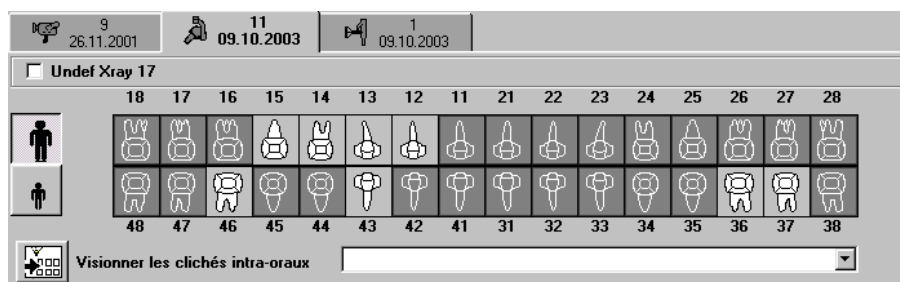 9 11 1
26.11.2001 09.10.2003 09.10.2003
Undef Xray 17
18 17 16 15 14 13 12 11 21 22 23 24 25 26 27 28
48 47 46 45 44 43 42 41 31 32 33 34 35 36 37 38
Visionner les clichés intra-oraux